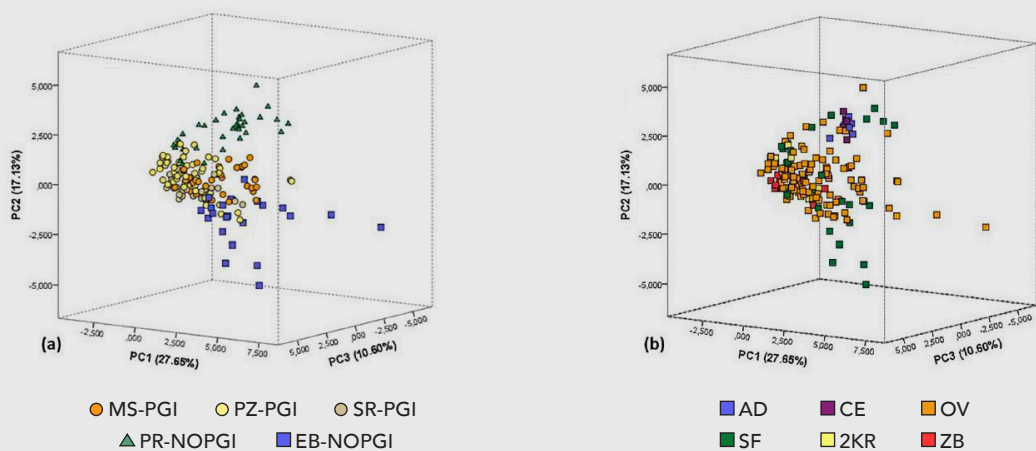 5,000
2,500
,000
-2,500
-5,000
PC2 (17.13%)
-2,500
,000
2,500
5,000
7,500
PC1 (27.65%)
5,000
2,500
,000
-2,500
-5,000
PC3 (10.60%)
(a)
MS-PGI PZ-PGI SR-PGI
PR-NOPGI EB-NOPGI
5,000
2,500
,000
-2,500
-5,000
PC2 (17.13%)
-2,500
,000
2,500
5,000
7,500
PC1 (27.65%)
5,000
2,500
,000
-2,500
-5,000
PC3 (10.60%)
(b)
AD CE OV
SF 2KR ZB